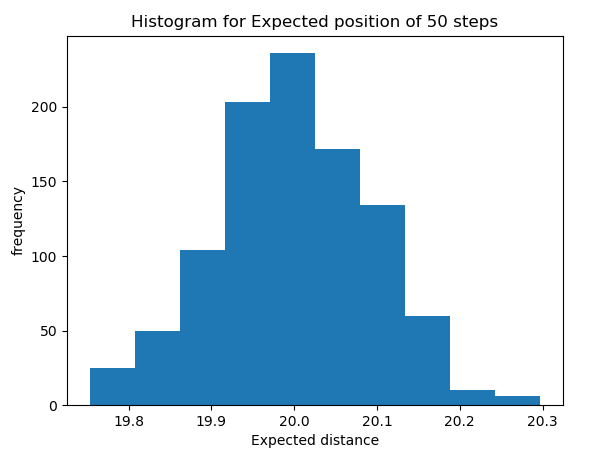 Histogram for Expected position of 50 steps
frequency
200
150
100
50
0
19.8 19.9 20.0 20.1 20.2 20.3
Expected distance